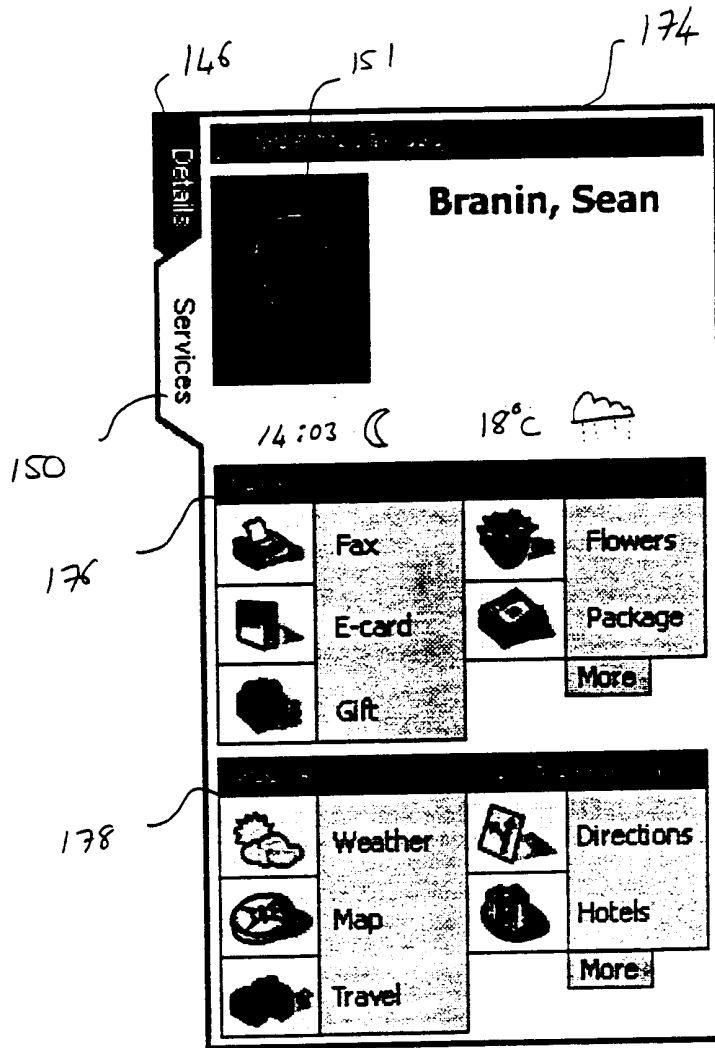 146
151
174
Details
Branin, Sean
Services
14:03 18°C
150
176
Fax Flowers
E-card Package
Gift More
178
Weather Directions
Map Hotels
Travel More